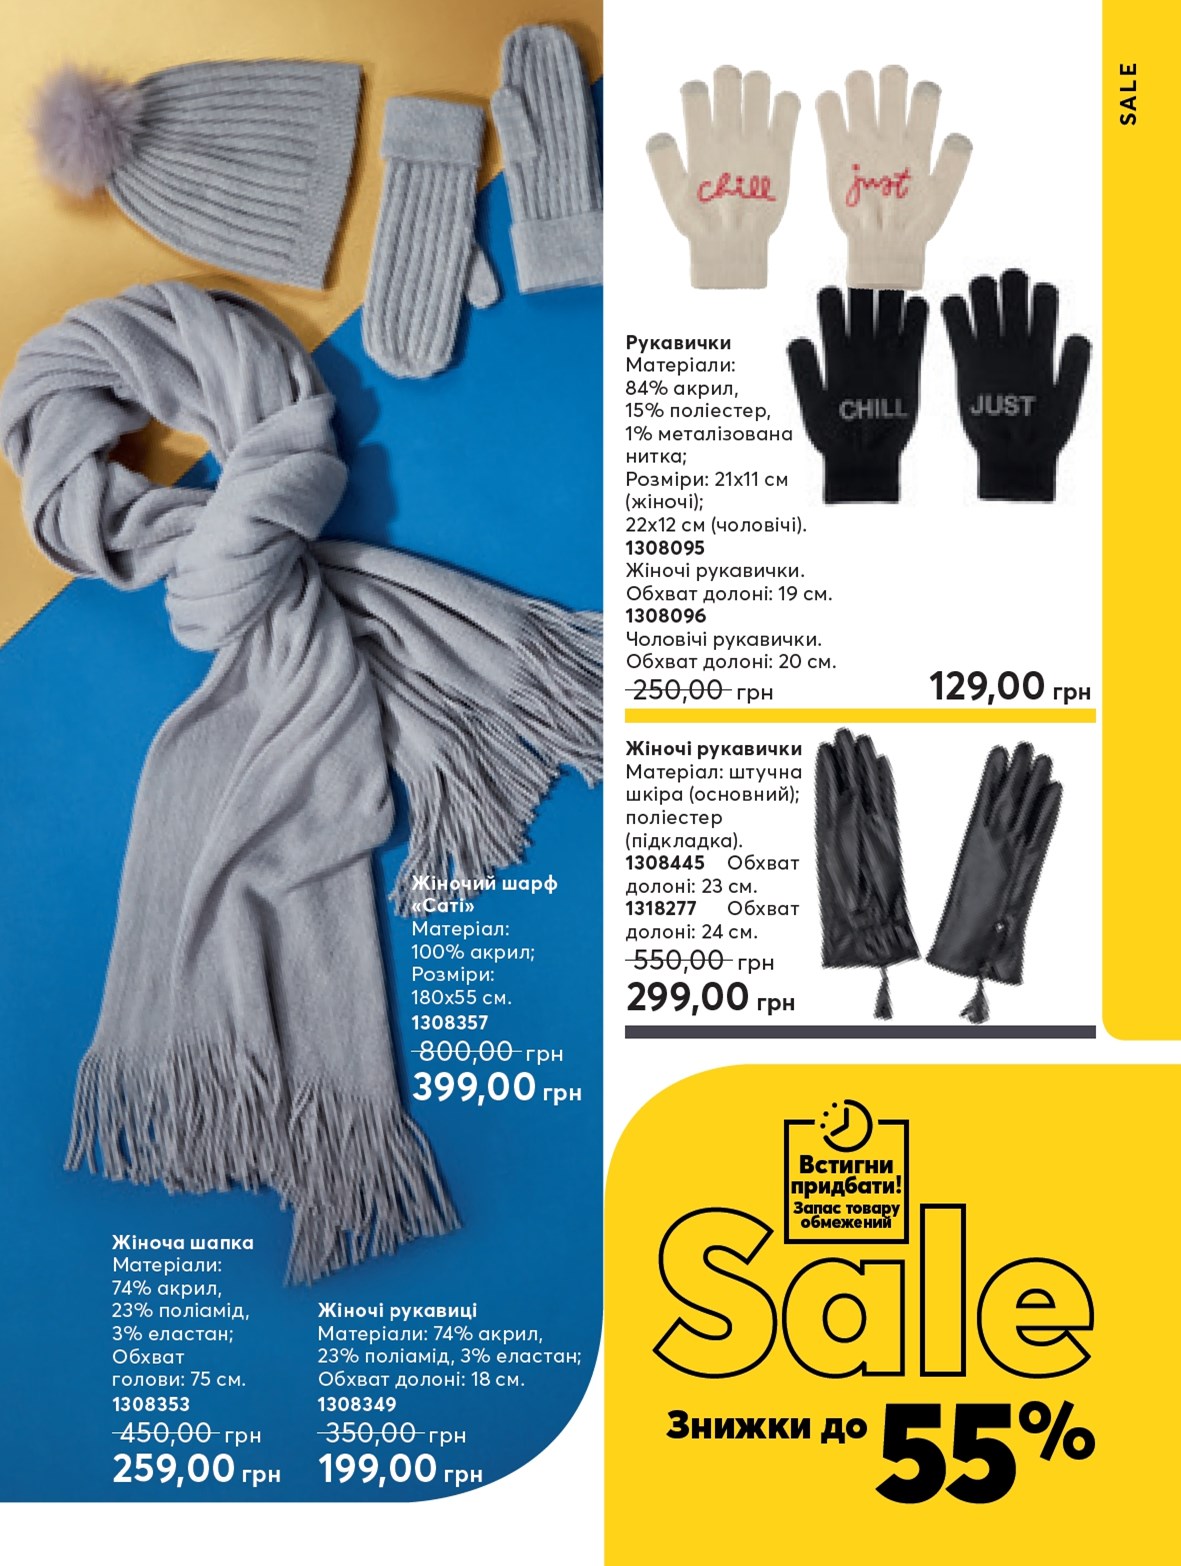 SALE
chill
just
CHILL
JUST
Рукавички
Матеріали:
84% акрил,
15% поліестер,
1% металізована
нитка;
Розміри: 21х11 см
(жіночі);
22х12 см (чоловічі).
1308095
Жіночі рукавички.
Обхват долоні: 19 см.
1308096
Чоловічі рукавички.
Обхват долоні: 20 см.
250,00 грн
129,00 грн
Жіночі рукавички
Матеріал: штучна
шкіра (основний);
поліестер
(підкладка).
1308445 Обхват
долоні: 23 см.
1318277 Обхват
долоні: 24 см.
550,00 грн
299,00 грн
Жіночий шарф
«Саті»
Матеріал:
100% акрил;
Розміри:
180х55 см.
1308357
800,00 грн
399,00 грн
Жіноча шапка
Матеріали:
74% акрил,
23% поліамід,
3% еластан;
Обхват
голови: 75 см.
1308353
450,00 грн
259,00 грн
Жіночі рукавиці
Матеріали: 74% акрил,
23% поліамід, 3% еластан;
Обхват долоні: 18 см.
1308349
350,00 грн
199,00 грн
Встигни
придбати!
Запас товару
обмежений
Sale
Знижки до 55%